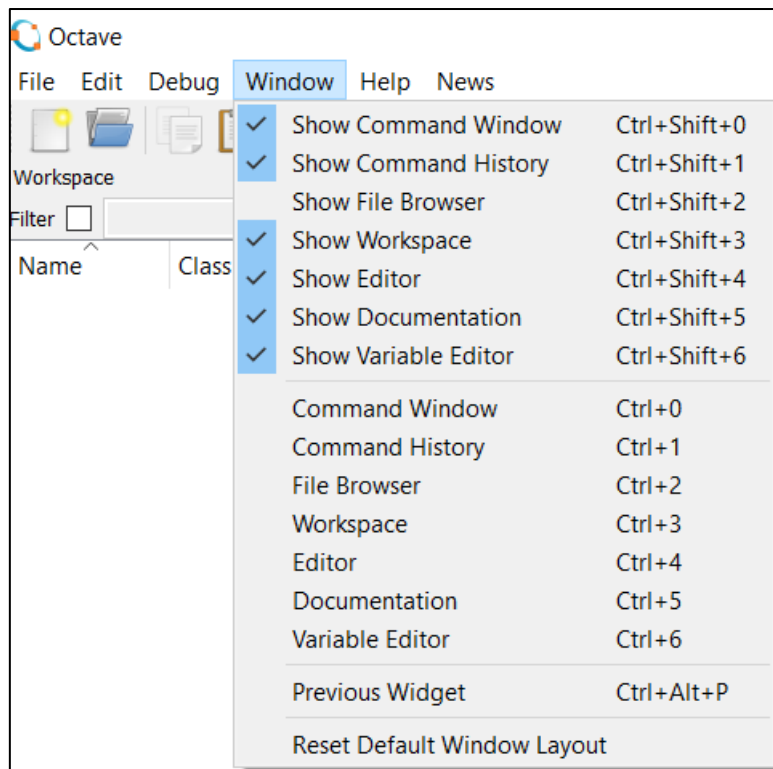 Octave
File Edit Debug Window Help News
Workspace
Filter
Name Class
Show Command Window Ctrl+Shift+0
Show Command History Ctrl+Shift+1
Show File Browser Ctrl+Shift+2
Show Workspace Ctrl+Shift+3
Show Editor Ctrl+Shift+4
Show Documentation Ctrl+Shift+5
Show Variable Editor Ctrl+Shift+6
Command Window Ctrl+0
Command History Ctrl+1
File Browser Ctrl+2
Workspace Ctrl+3
Editor Ctrl+4
Documentation Ctrl+5
Variable Editor Ctrl+6
Previous Widget Ctrl+Alt+P
Reset Default Window Layout